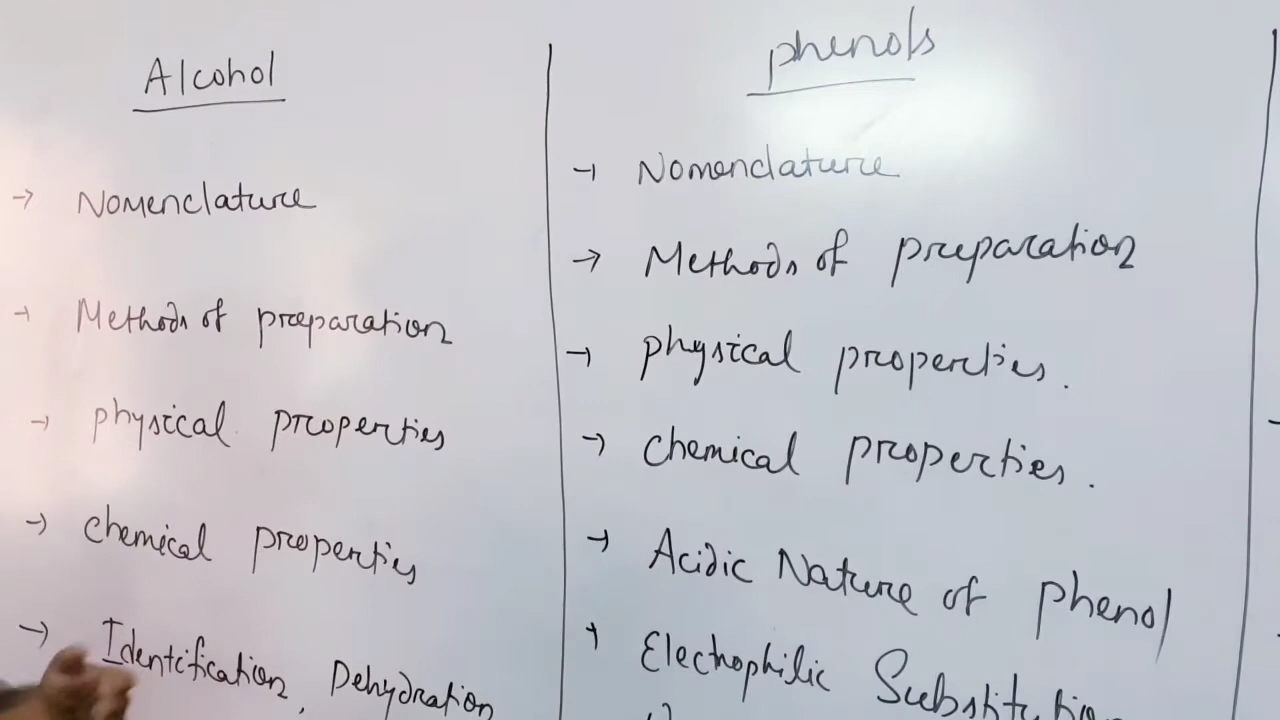 Alcohol
→ Nomenclature
→ Methods of preparation
→ physical properties
→ chemical properties
→ Identification, Dehydration
phenols
→ Nomenclature
→ Methods of preparation
→ physical properties.
→ chemical properties.
→ Acidic Nature of phenol
→ Electrophilic Substitution